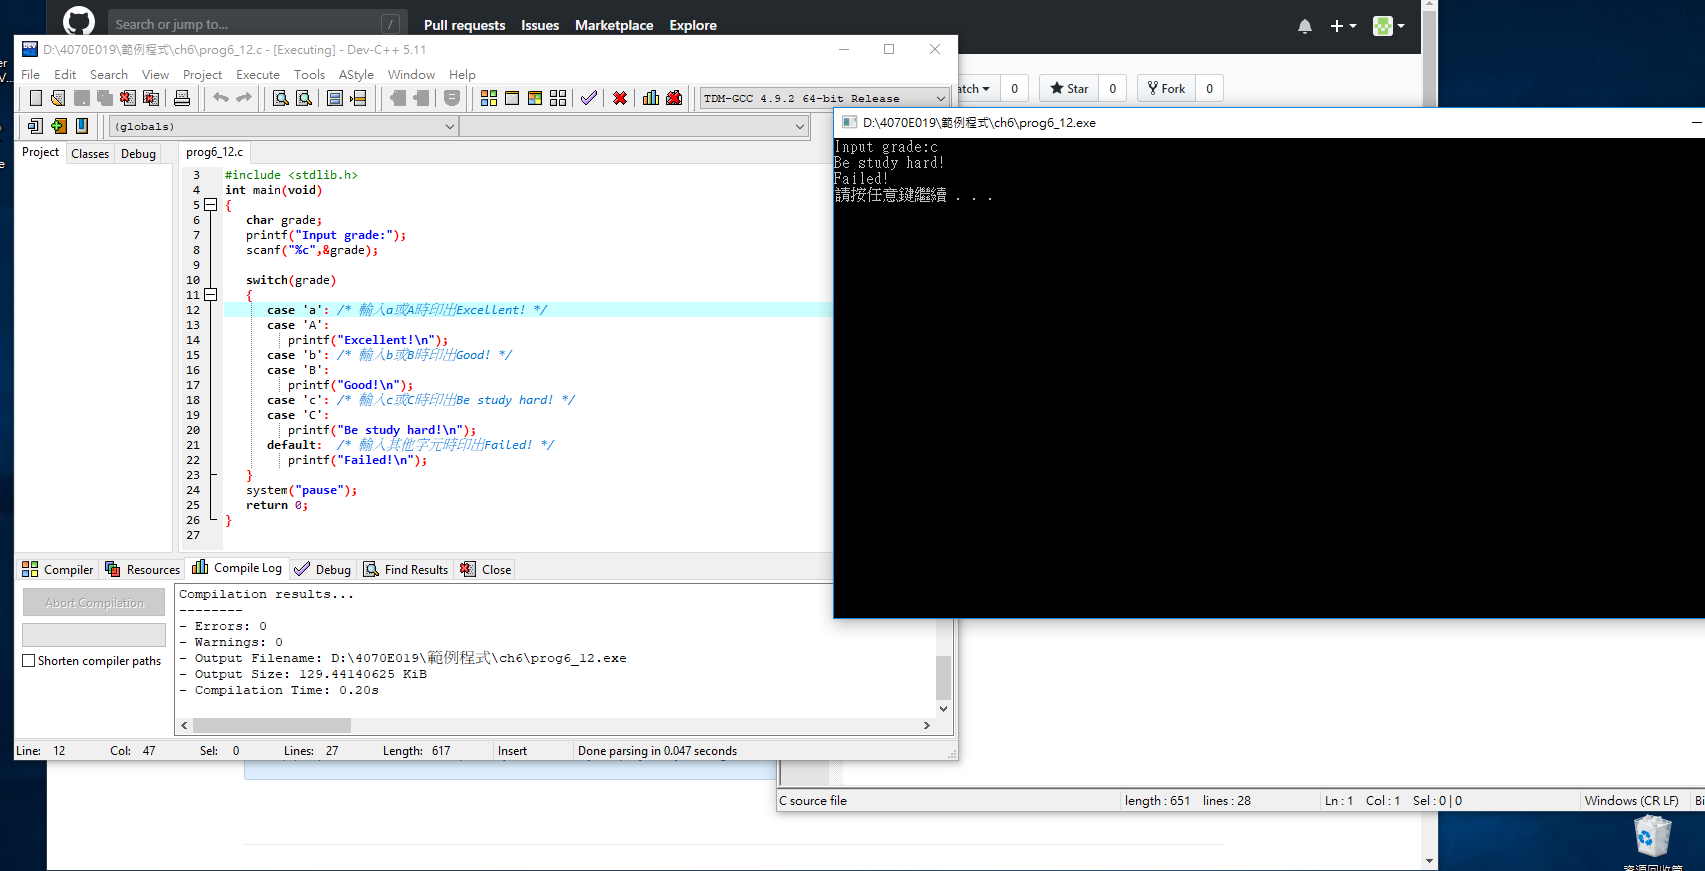 Search or jump to...
/
Pull requests
Issues
Marketplace
Explore
D:\4070E019\範例程式\ch6\prog6_12.c - [Executing] - Dev-C++ 5.11
File Edit Search View Project Execute Tools AStyle Window Help
TDM-GCC 4.9.2 64-bit Release
(globals)
Project Classes Debug
prog6_12.c
3 #include <stdlib.h>
4 int main(void)
5 {
6 char grade;
7 printf("Input grade:");
8 scanf("%c",&grade);
9
10 switch(grade)
11 {
12 case 'a': /* 輸入a或A時印出Excellent! */
13 case 'A':
14 printf("Excellent!\n");
15 case 'b': /* 輸入b或B時印出Good! */
16 case 'B':
17 printf("Good!\n");
18 case 'c': /* 輸入c或C時印出Be study hard! */
19 case 'C':
20 printf("Be study hard!\n");
21 default: /* 輸入其他字元時印出Failed! */
22 printf("Failed!\n");
23 }
24 system("pause");
25 return 0;
26 }
27
Compiler Resources Compile Log Debug Find Results Close
Abort Compilation
Shorten compiler paths
Compilation results...
--------
- Errors: 0
- Warnings: 0
- Output Filename: D:\4070E019\範例程式\ch6\prog6_12.exe
- Output Size: 129.44140625 KiB
- Compilation Time: 0.20s
Line: 12 Col: 47 Sel: 0 Lines: 27 Length: 617 Insert Done parsing in 0.047 seconds
atch 0 Star 0 Fork 0
D:\4070E019\範例程式\ch6\prog6_12.exe
Input grade:c
Be study hard!
Failed!
請按任意鍵繼續 . . .
C source file length : 651 lines : 28 Ln : 1 Col : 1 Sel : 0 | 0 Windows (CR LF)
資源回收筒